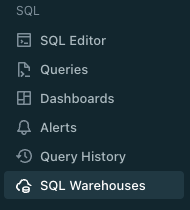 SQL
SQL Editor
Queries
Dashboards
Alerts
Query History
SQL Warehouses